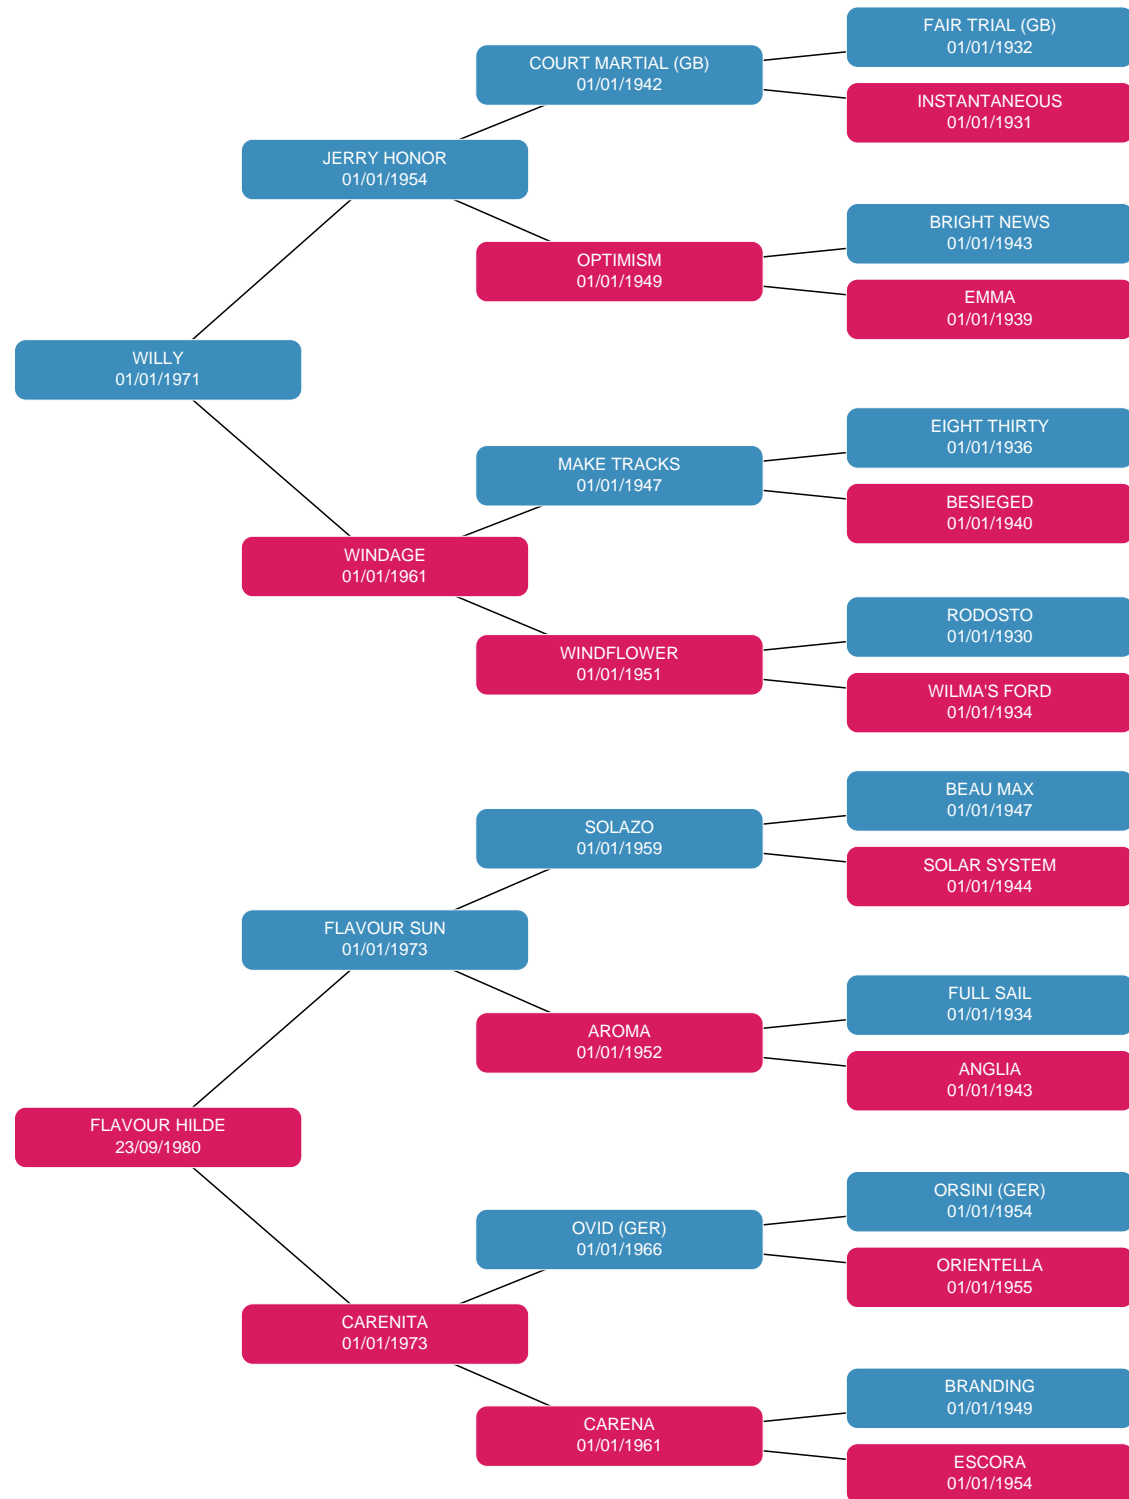 FAIR TRIAL (GB)
01/01/1932
COURT MARTIAL (GB)
01/01/1942
INSTANTANEOUS
01/01/1931
JERRY HONOR
01/01/1954
BRIGHT NEWS
01/01/1943
OPTIMISM
01/01/1949
EMMA
01/01/1939
WILLY
01/01/1971
EIGHT THIRTY
01/01/1936
MAKE TRACKS
01/01/1947
BESIEGED
01/01/1940
WINDAGE
01/01/1961
RODOSTO
01/01/1930
WINDFLOWER
01/01/1951
WILMA'S FORD
01/01/1934
BEAU MAX
01/01/1947
SOLAZO
01/01/1959
SOLAR SYSTEM
01/01/1944
FLAVOUR SUN
01/01/1973
FULL SAIL
01/01/1934
AROMA
01/01/1952
ANGLIA
01/01/1943
FLAVOUR HILDE
23/09/1980
ORSINI (GER)
01/01/1954
OVID (GER)
01/01/1966
ORIENTELLA
01/01/1955
CARENITA
01/01/1973
BRANDING
01/01/1949
CARENA
01/01/1961
ESCORA
01/01/1954